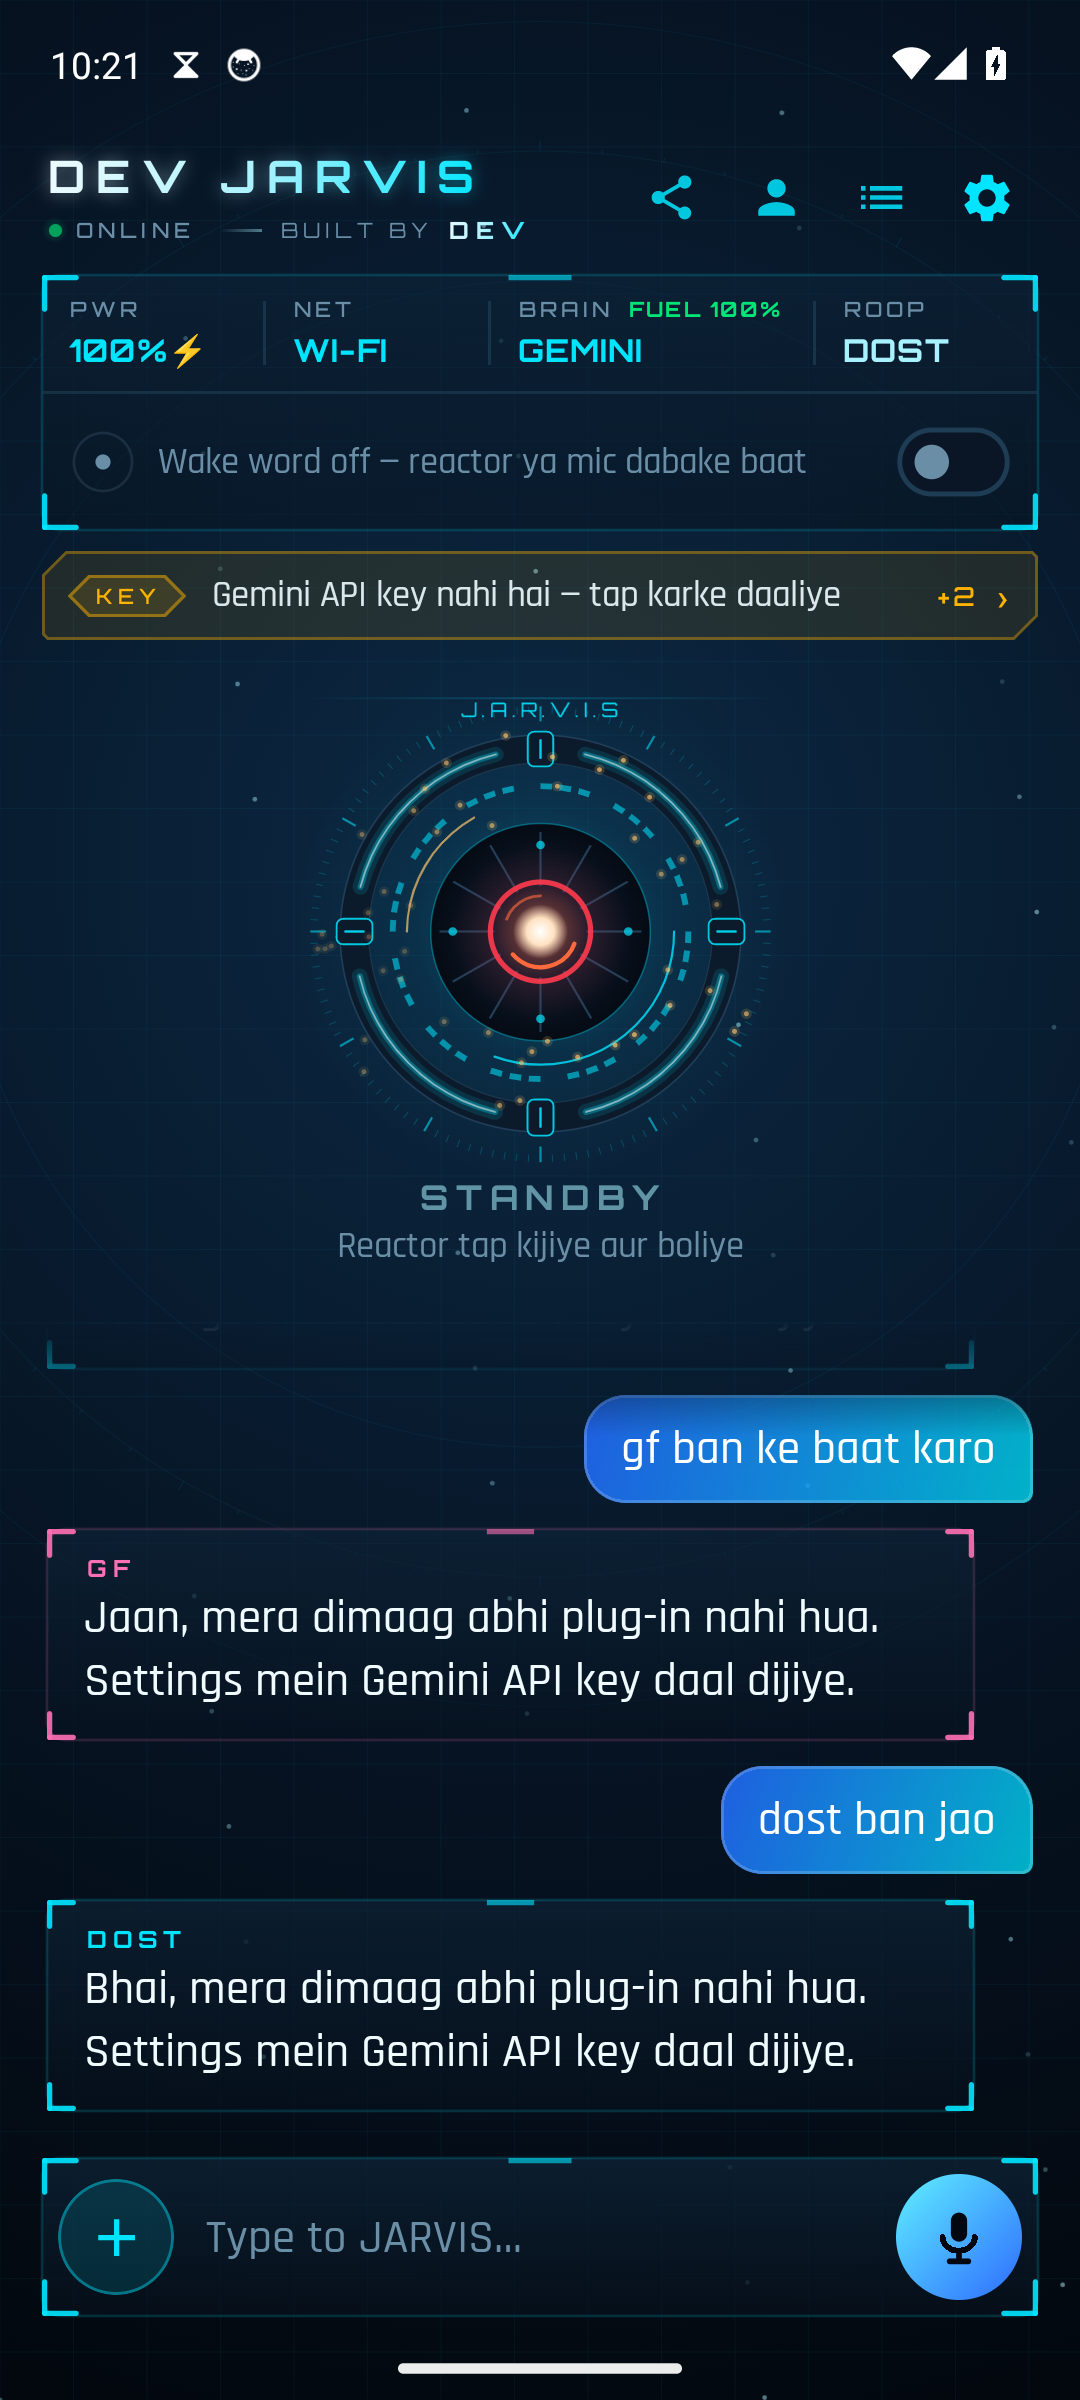 10:21
DEV JARVIS
ONLINE — BUILT BY DEV
PWR NET BRAIN FUEL 100% ROOP
100%⚡ WI-FI GEMINI DOST
Wake word off – reactor ya mic dabake baat
KEY Gemini API key nahi hai – tap karke daaliye +2 ›
J.A.R.V.I.S
STANDBY
Reactor tap kijiye aur boliye
gf ban ke baat karo
GF
Jaan, mera dimaag abhi plug-in nahi hua.
Settings mein Gemini API key daal dijiye.
dost ban jao
DOST
Bhai, mera dimaag abhi plug-in nahi hua.
Settings mein Gemini API key daal dijiye.
Type to JARVIS...